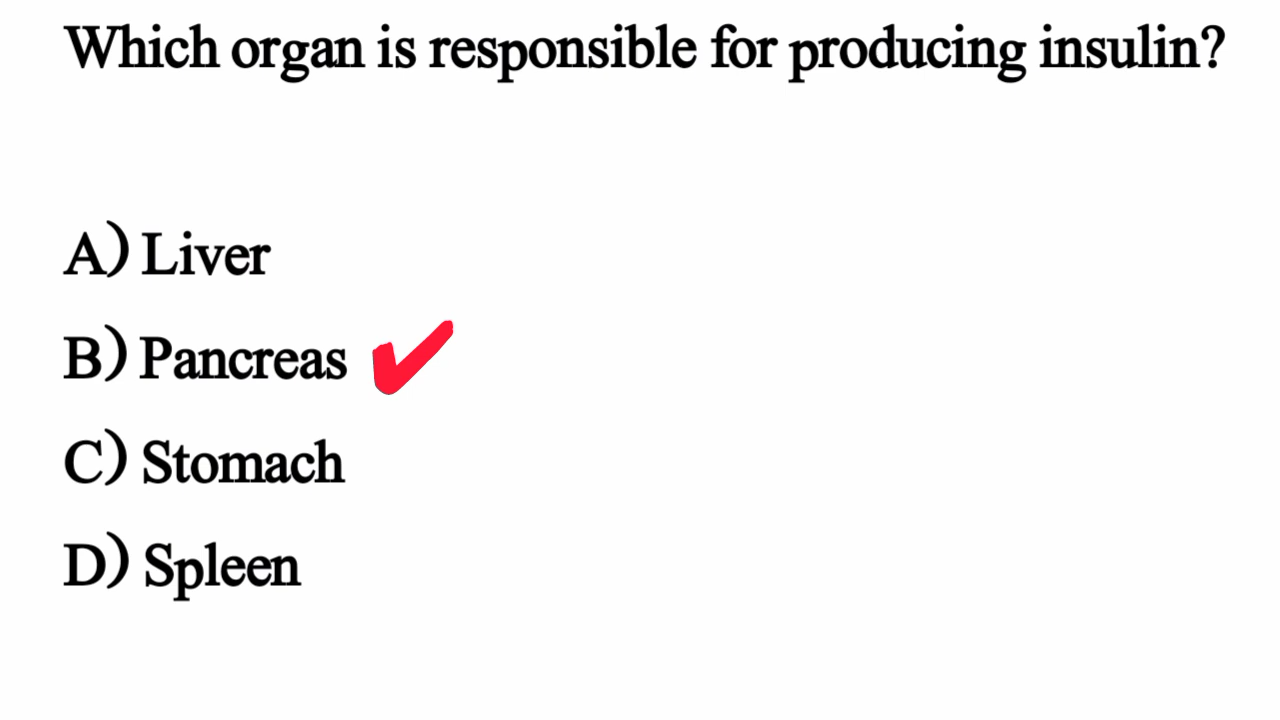 Which organ is responsible for producing insulin?
A) Liver
B) Pancreas ✔
C) Stomach
D) Spleen